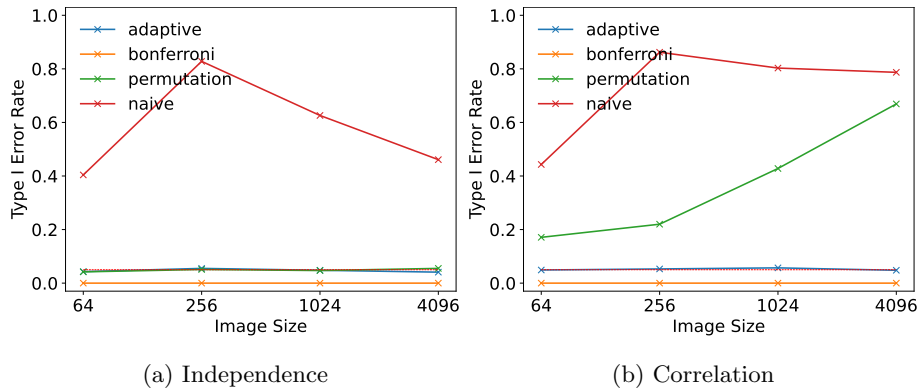 1.0
0.8
0.6
0.4
0.2
0.0
Type I Error Rate
adaptive
bonferroni
permutation
naive
64 256 1024 4096
Image Size
(a) Independence
1.0
0.8
0.6
0.4
0.2
0.0
Type I Error Rate
adaptive
bonferroni
permutation
naive
64 256 1024 4096
Image Size
(b) Correlation